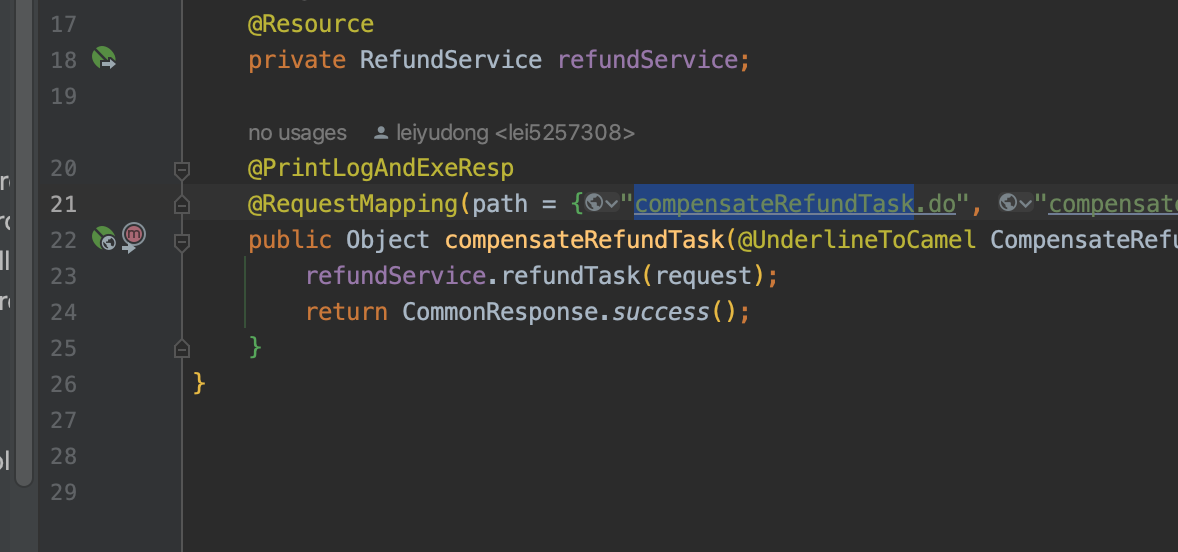 17 @Resource
18 private RefundService refundService;
19
no usages leiyudong <lei5257308>
20 @PrintLogAndExeResp
21 @RequestMapping(path = {"compensateRefundTask.do", "compensate
22 public Object compensateRefundTask(@UnderlineToCamel CompensateRefu
23 refundService.refundTask(request);
24 return CommonResponse.success();
25 }
26 }
27
28
29